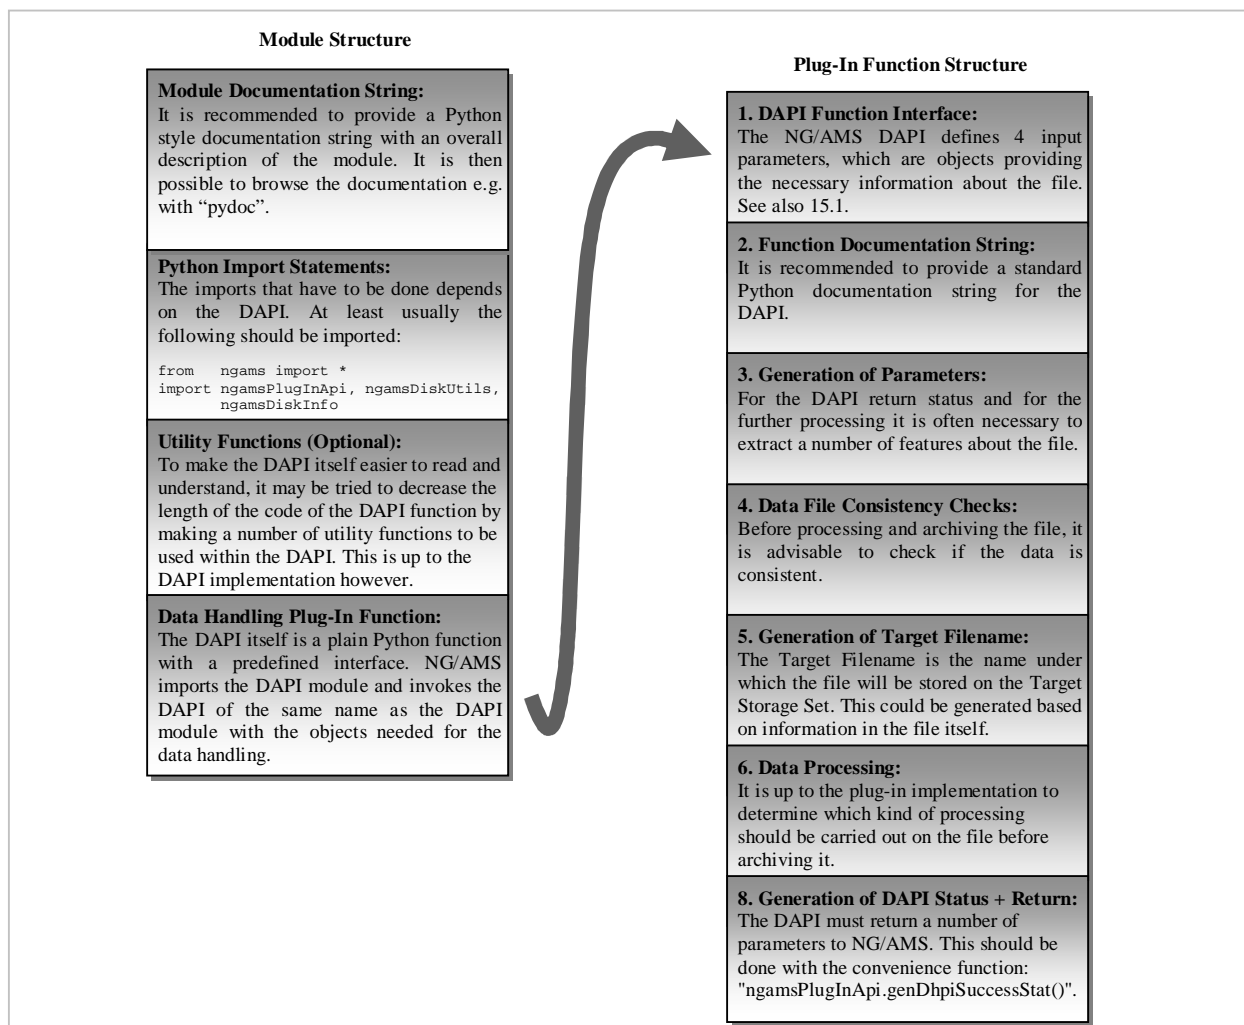 Module Structure
Module Documentation String:
It is recommended to provide a Python
style documentation string with an overall
description of the module. It is then
possible to browse the documentation e.g.
with “pydoc”.
Python Import Statements:
The imports that have to be done depends
on the DAPI. At least usually the
following should be imported:
from ngams import *
import ngamsPlugInApi, ngamsDiskUtils,
ngamsDiskInfo
Utility Functions (Optional):
To make the DAPI itself easier to read and
understand, it may be tried to decrease the
length of the code of the DAPI function by
making a number of utility functions to be
used within the DAPI. This is up to the
DAPI implementation however.
Data Handling Plug-In Function:
The DAPI itself is a plain Python function
with a predefined interface. NG/AMS
imports the DAPI module and invokes the
DAPI of the same name as the DAPI
module with the objects needed for the
data handling.
Plug-In Function Structure
1. DAPI Function Interface:
The NG/AMS DAPI defines 4 input
parameters, which are objects providing
the necessary information about the file.
See also 15.1.
2. Function Documentation String:
It is recommended to provide a standard
Python documentation string for the
DAPI.
3. Generation of Parameters:
For the DAPI return status and for the
further processing it is often necessary to
extract a number of features about the file.
4. Data File Consistency Checks:
Before processing and archiving the file, it
is advisable to check if the data is
consistent.
5. Generation of Target Filename:
The Target Filename is the name under
which the file will be stored on the Target
Storage Set. This could be generated based
on information in the file itself.
6. Data Processing:
It is up to the plug-in implementation to
determine which kind of processing
should be carried out on the file before
archiving it.
8. Generation of DAPI Status + Return:
The DAPI must return a number of
parameters to NG/AMS. This should be
done with the convenience function:
"ngamsPlugInApi.genDhpiSuccessStat()".